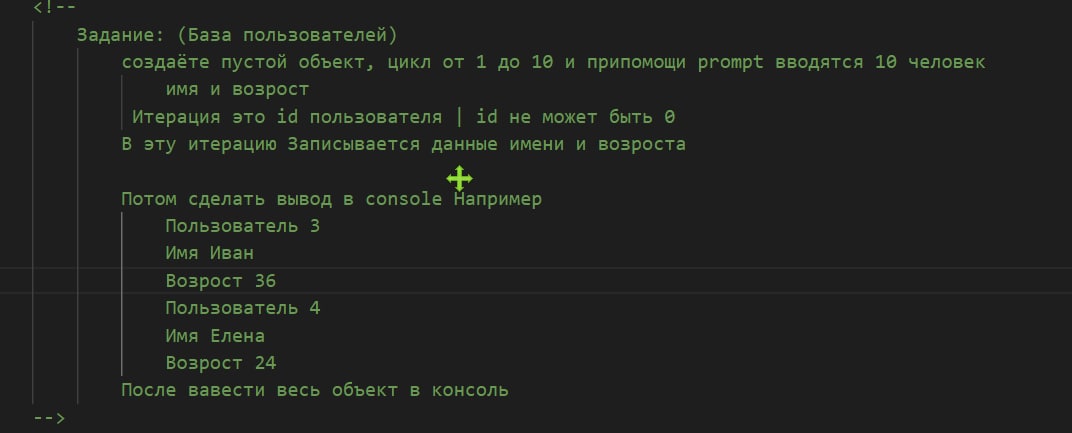 <!--
Задание: (База пользователей)
создаёте пустой объект, цикл от 1 до 10 и припомощи prompt вводятся 10 человек
имя и возрост
Итерация это id пользователя | id не может быть 0
В эту итерацию Записывается данные имени и возроста
Потом сделать вывод в console Например
Пользователь 3
Имя Иван
Возрост 36
Пользователь 4
Имя Елена
Возрост 24
После вавести весь объект в консоль
-->